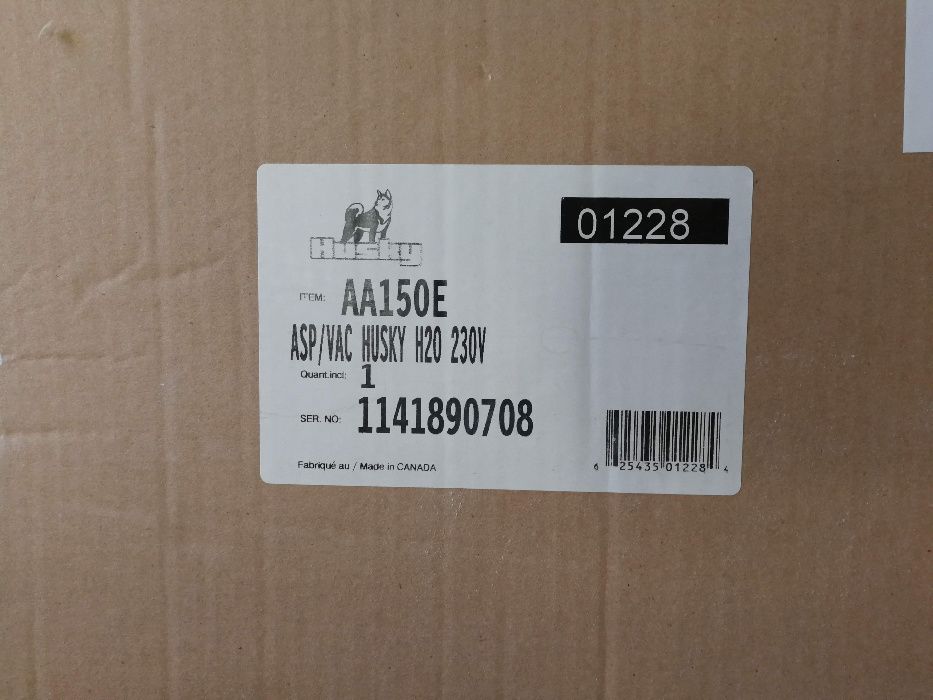 Husky
01228
ITEM: AA150E
ASP/VAC HUSKY H20 230V
Quant.incl: 1
SER. NO: 1141890708
Fabriqué au / Made in CANADA
6 25435 01228 4